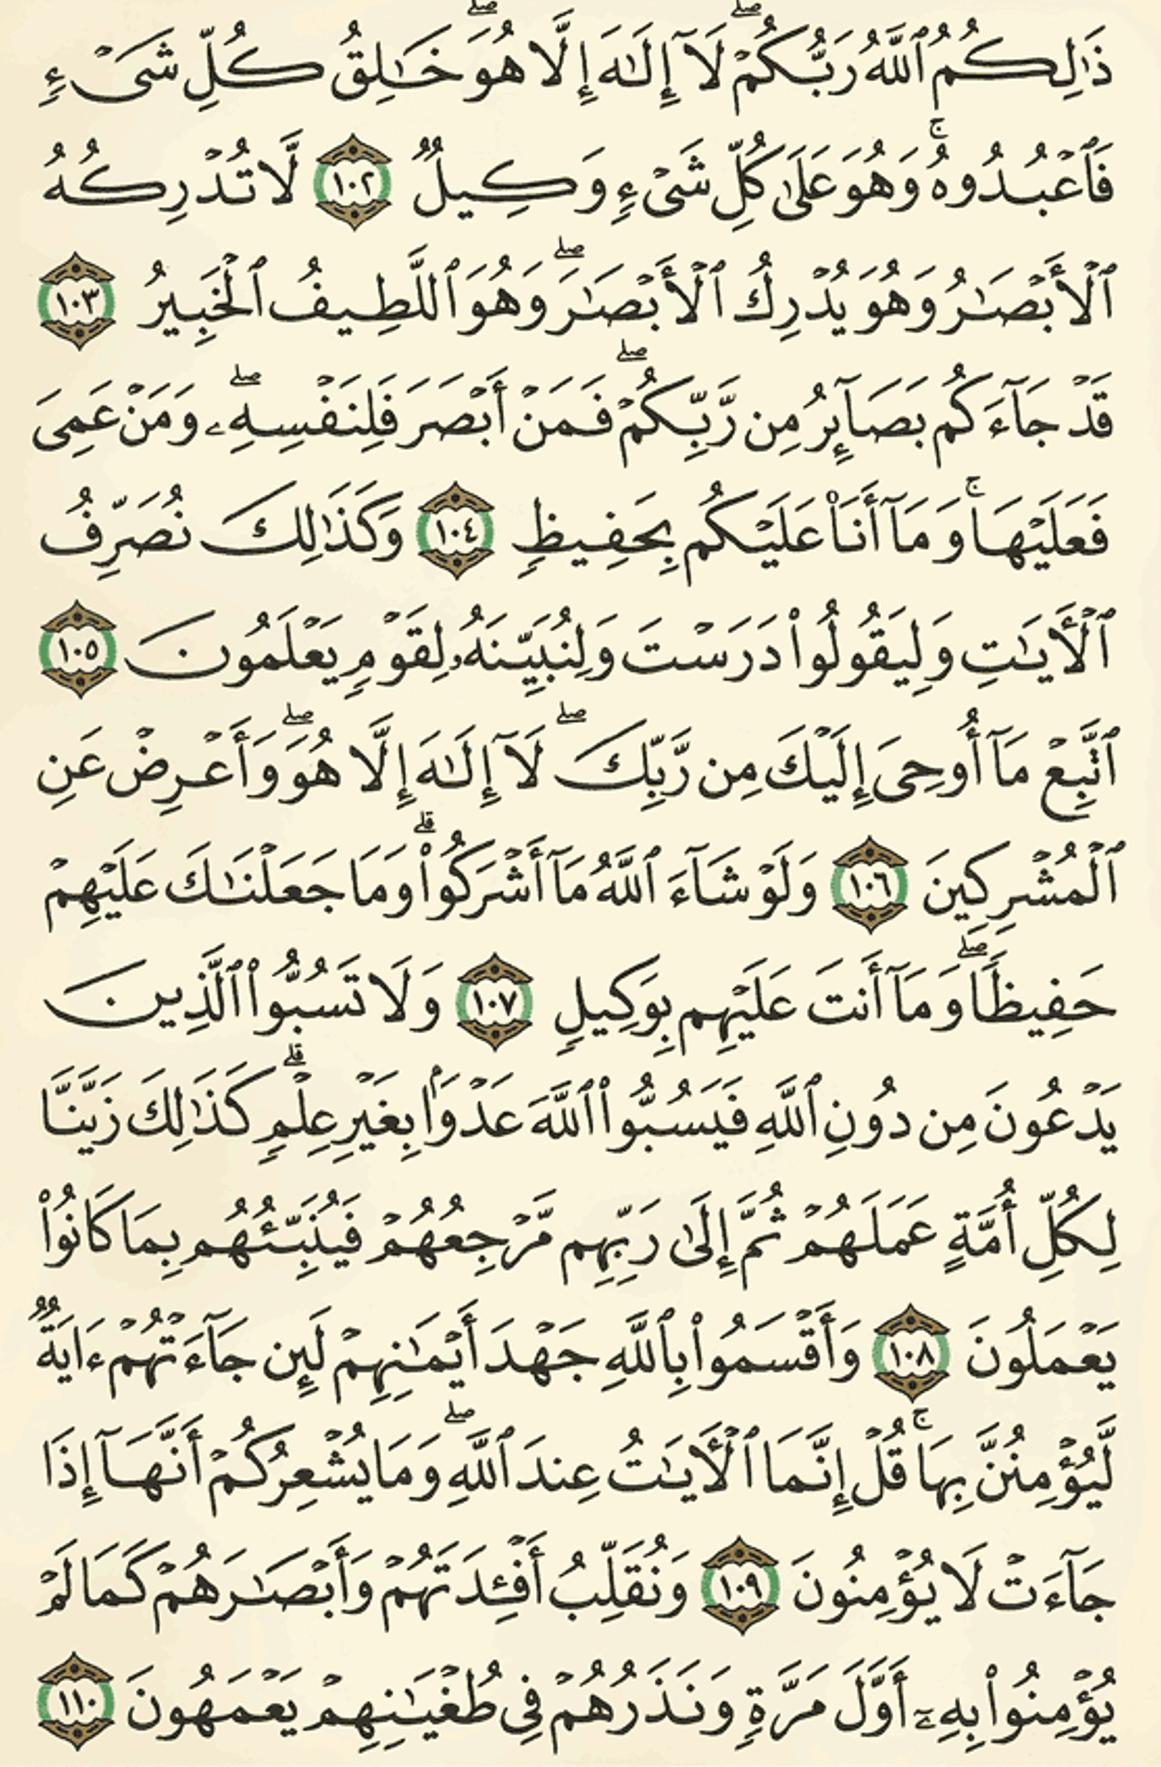 ذَٰلِكُمُ ٱللَّهُ رَبُّكُمْ ۖ لَآ إِلَٰهَ إِلَّا هُوَ ۖ خَٰلِقُ كُلِّ شَىْءٍ
فَٱعْبُدُوهُ ۚ وَهُوَ عَلَىٰ كُلِّ شَىْءٍ وَكِيلٌ ١٠٢ لَّا تُدْرِكُهُ
ٱلْأَبْصَٰرُ وَهُوَ يُدْرِكُ ٱلْأَبْصَٰرَ ۖ وَهُوَ ٱللَّطِيفُ ٱلْخَبِيرُ ١٠٣
قَدْ جَآءَكُم بَصَآئِرُ مِن رَّبِّكُمْ ۖ فَمَنْ أَبْصَرَ فَلِنَفْسِهِۦ ۖ وَمَنْ عَمِىَ
فَعَلَيْهَا ۚ وَمَآ أَنَا۠ عَلَيْكُم بِحَفِيظٍ ١٠٤ وَكَذَٰلِكَ نُصَرِّفُ
ٱلْأَيَٰتِ وَلِيَقُولُوا۟ دَرَسْتَ وَلِنُبَيِّنَهُۥ لِقَوْمٍ يَعْلَمُونَ ١٠٥
ٱتَّبِعْ مَآ أُوحِىَ إِلَيْكَ مِن رَّبِّكَ ۖ لَآ إِلَٰهَ إِلَّا هُوَ ۖ وَأَعْرِضْ عَنِ
ٱلْمُشْرِكِينَ ١٠٦ وَلَوْ شَآءَ ٱللَّهُ مَآ أَشْرَكُوا۟ ۗ وَمَا جَعَلْنَٰكَ عَلَيْهِمْ
حَفِيظًا ۖ وَمَآ أَنتَ عَلَيْهِم بِوَكِيلٍ ١٠٧ وَلَا تَسُبُّوا۟ ٱلَّذِينَ
يَدْعُونَ مِن دُونِ ٱللَّهِ فَيَسُبُّوا۟ ٱللَّهَ عَدْوًۢا بِغَيْرِ عِلْمٍ ۗ كَذَٰلِكَ زَيَّنَّا
لِكُلِّ أُمَّةٍ عَمَلَهُمْ ثُمَّ إِلَىٰ رَبِّهِم مَّرْجِعُهُمْ فَيُنَبِّئُهُم بِمَا كَانُوا۟
يَعْمَلُونَ ١٠٨ وَأَقْسَمُوا۟ بِٱللَّهِ جَهْدَ أَيْمَٰنِهِمْ لَئِن جَآءَتْهُمْ ءَايَةٌ
لَّيُؤْمِنُنَّ بِهَا ۚ قُلْ إِنَّمَا ٱلْأَيَٰتُ عِندَ ٱللَّهِ ۖ وَمَا يُشْعِرُكُمْ أَنَّهَآ إِذَا
جَآءَتْ لَا يُؤْمِنُونَ ١٠٩ وَنُقَلِّبُ أَفْـِٔدَتَهُمْ وَأَبْصَٰرَهُمْ كَمَا لَمْ
يُؤْمِنُوا۟ بِهِۦٓ أَوَّلَ مَرَّةٍ وَنَذَرُهُمْ فِى طُغْيَٰنِهِمْ يَعْمَهُونَ ١١٠